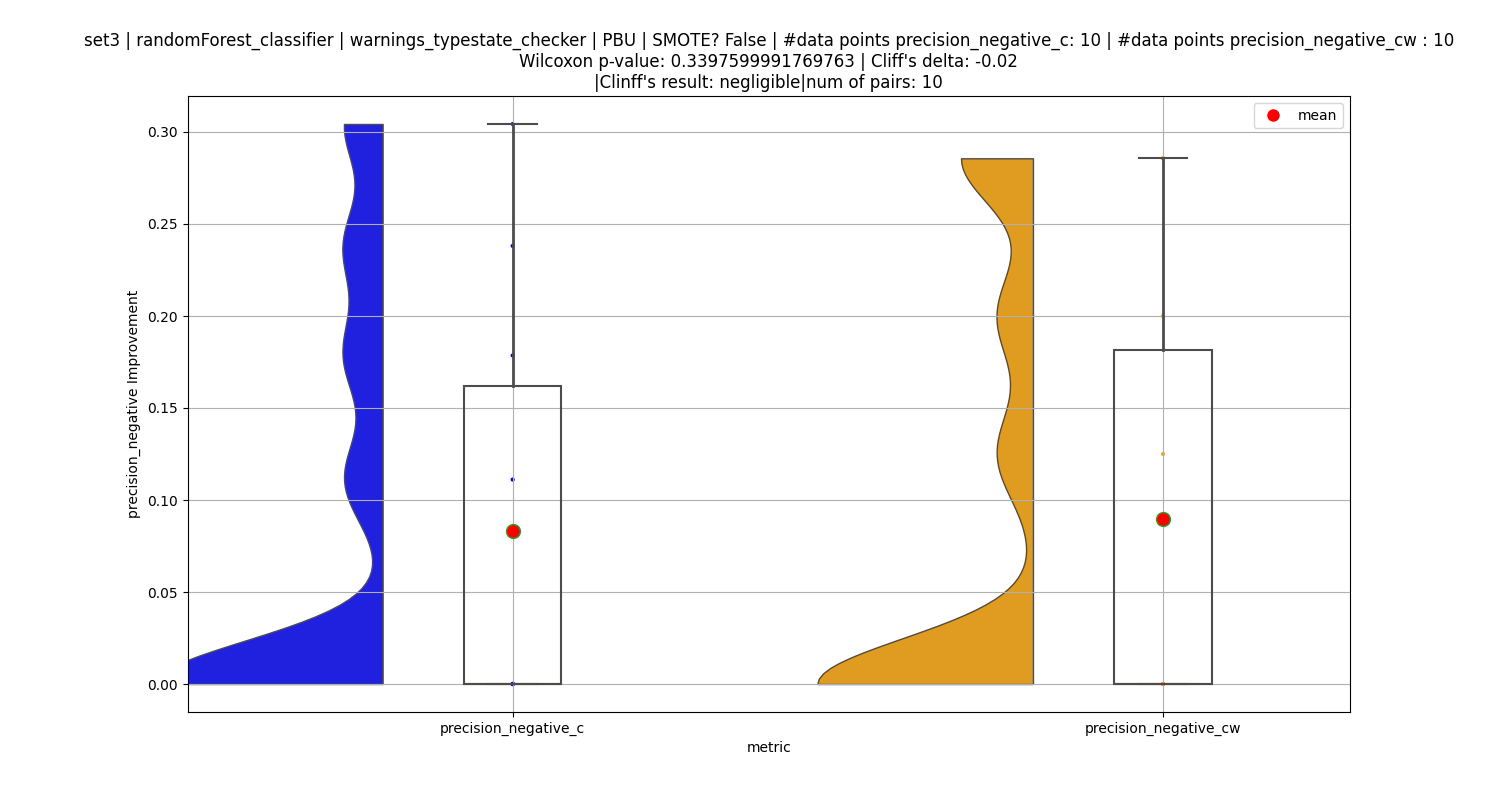 set3 | randomForest_classifier | warnings_typestate_checker | PBU | SMOTE? False | #data points precision_negative_c: 10 | #data points precision_negative_cw : 10
Wilcoxon p-value: 0.3397599991769763 | Cliff's delta: -0.02
|Clinff's result: negligible|num of pairs: 10
mean
0.30
0.25
0.20
0.15
0.10
0.05
0.00
precision_negative Improvement
precision_negative_c
precision_negative_cw
metric